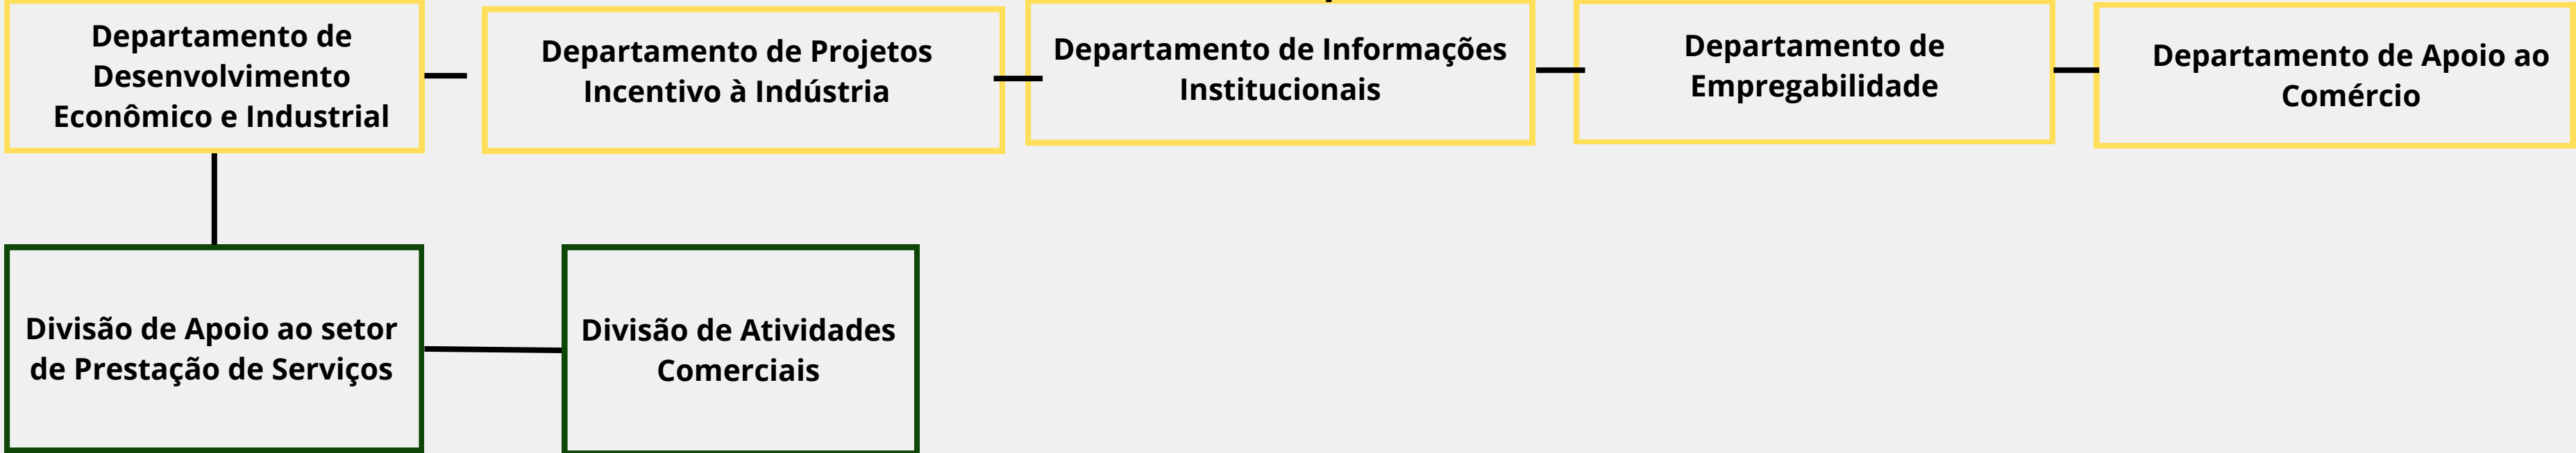 Departamento de
Desenvolvimento
Econômico e Industrial
Departamento de Projetos
Incentivo à Indústria
Departamento de Informações
Institucionais
Departamento de
Empregabilidade
Departamento de Apoio ao
Comércio
Divisão de Apoio ao setor
de Prestação de Serviços
Divisão de Atividades
Comerciais